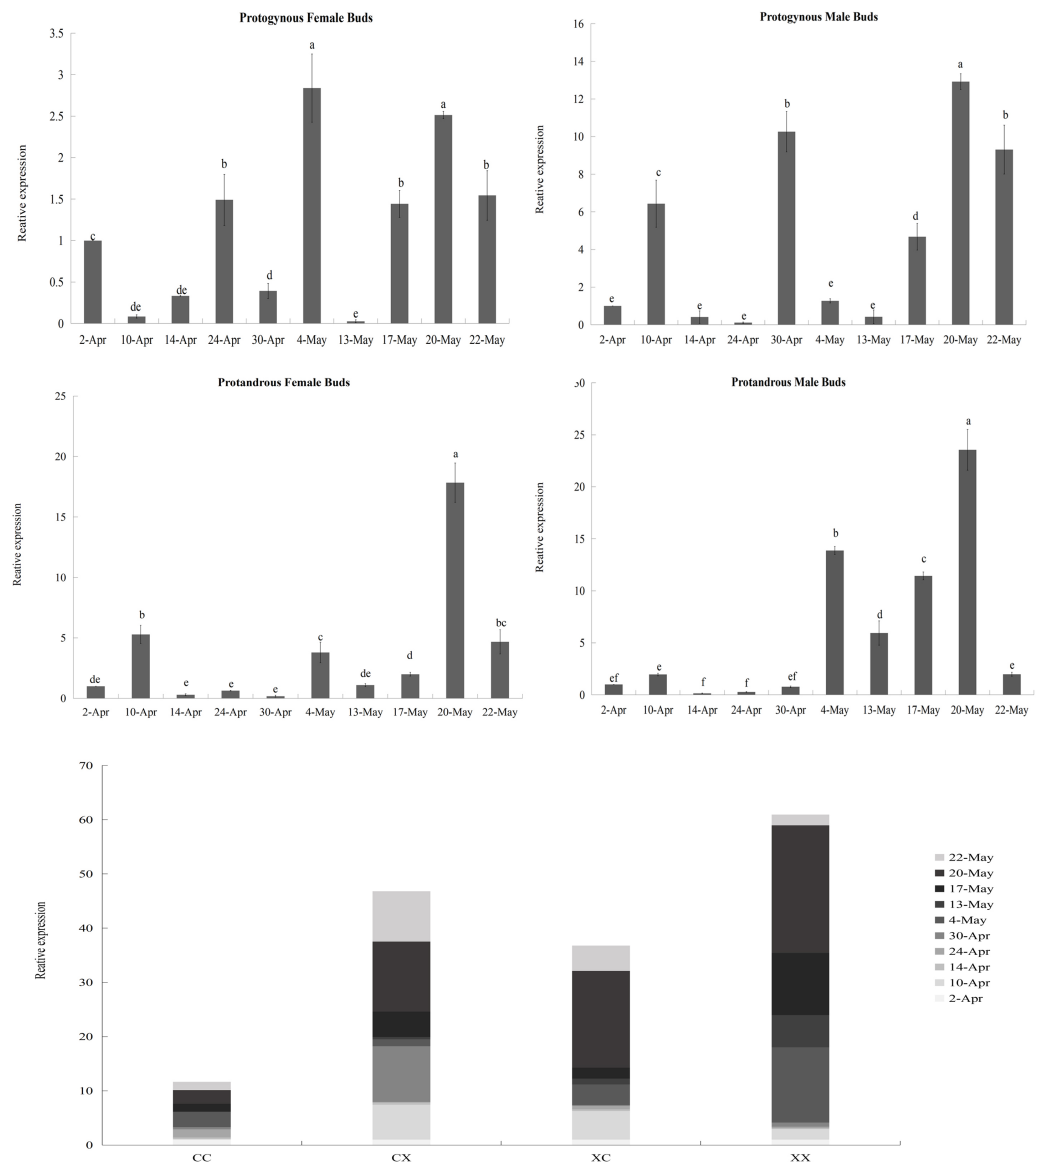 Protogynous Female Buds
Reative expression
3.5
3
2.5
2
1.5
1
0.5
0
c
de
de
b
d
a
e
b
a
b
2-Apr 10-Apr 14-Apr 24-Apr 30-Apr 4-May 13-May 17-May 20-May 22-May
Protogynous Male Buds
Reative expression
16
14
12
10
8
6
4
2
0
e
c
e
e
b
e
e
d
a
b
2-Apr 10-Apr 14-Apr 24-Apr 30-Apr 4-May 13-May 17-May 20-May 22-May
Protandrous Female Buds
Reative expression
25
20
15
10
5
0
de
b
e
e
e
c
de
d
a
bc
2-Apr 10-Apr 14-Apr 24-Apr 30-Apr 4-May 13-May 17-May 20-May 22-May
Protandrous Male Buds
Reative expression
30
25
20
15
10
5
0
ef
e
f
f
ef
b
d
c
a
e
2-Apr 10-Apr 14-Apr 24-Apr 30-Apr 4-May 13-May 17-May 20-May 22-May
Reative expression
70
60
50
40
30
20
10
0
CC CX XC XX
22-May
20-May
17-May
13-May
4-May
30-Apr
24-Apr
14-Apr
10-Apr
2-Apr